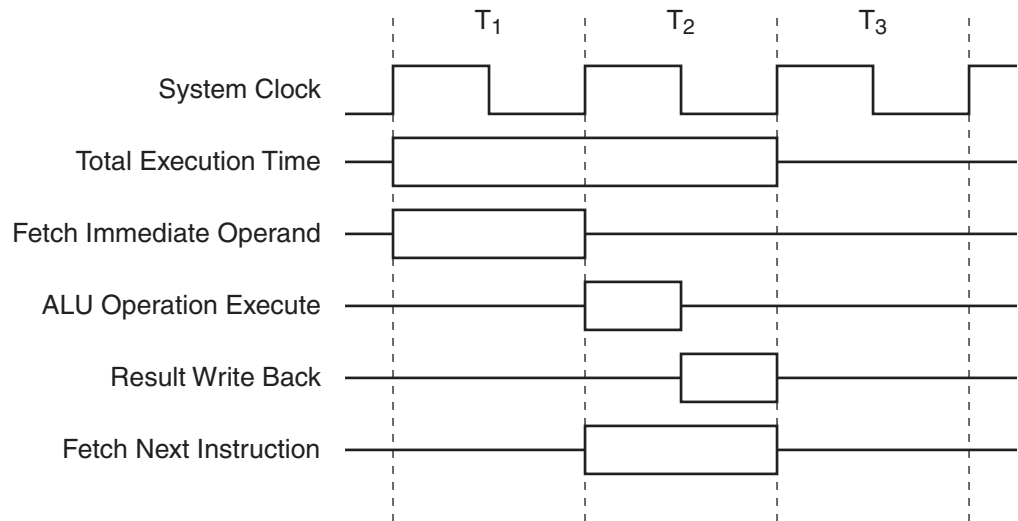 T1 T2 T3
System Clock
Total Execution Time
Fetch Immediate Operand
ALU Operation Execute
Result Write Back
Fetch Next Instruction